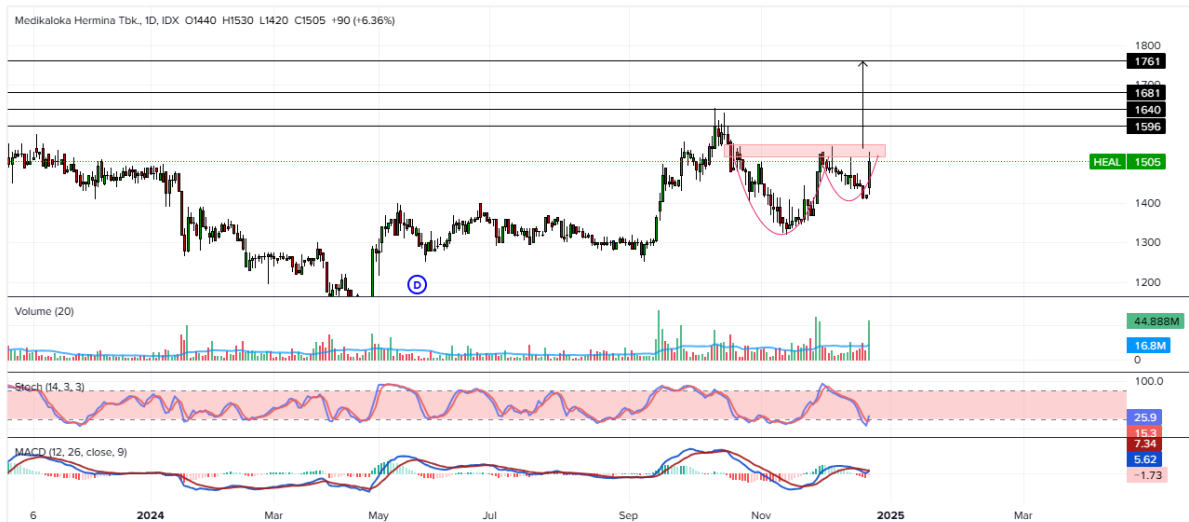 Medikaloka Hermina Tbk., 1D, IDX O1440 H1530 L1420 C1505 +90 (+6.36%)
1800
1761
1700
1681
1640
1596
HEAL 1505
1400
1300
1200
D
Volume (20)
44.888M
16.8M
0
Stoch (14, 3, 3)
100.0
25.9
15.3
MACD (12, 26, close, 9)
7.34
5.62
−1.73
6 2024 Mar May Jul Sep Nov 2025 Mar